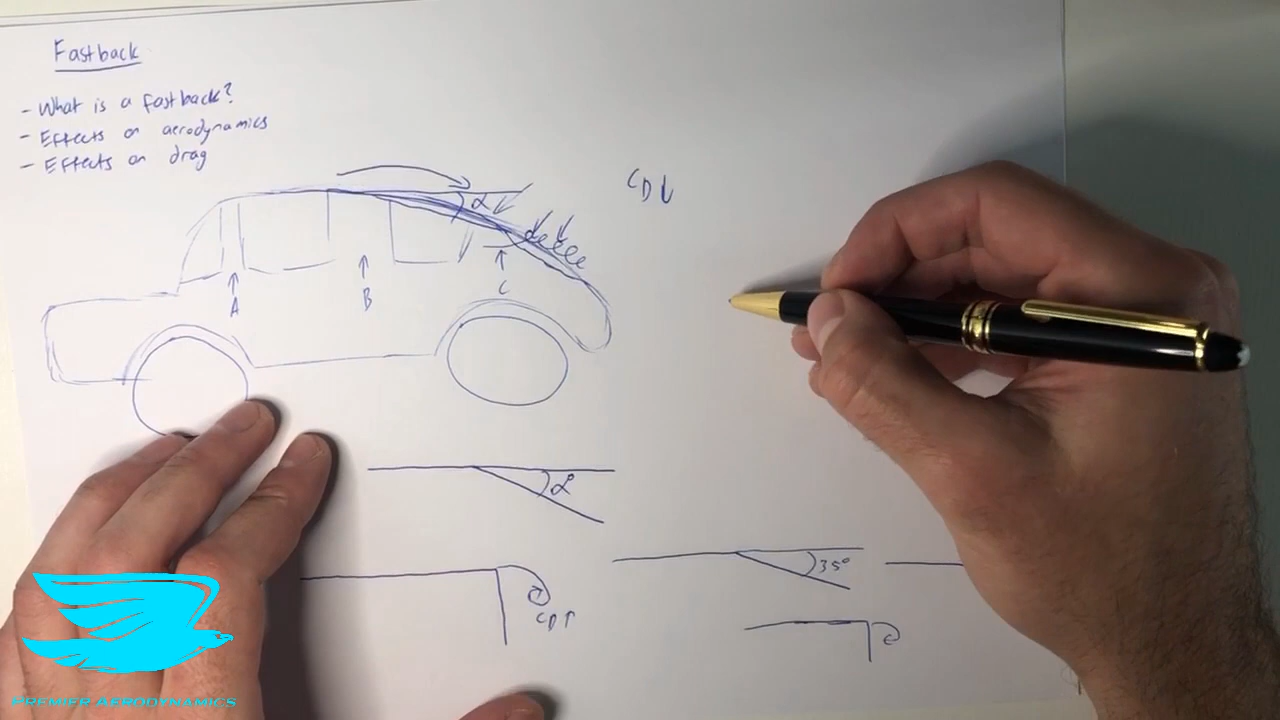 Fastback
- What is a fastback?
- Effects on aerodynamics
- Effects on drag
CD↓
α
A
B
C
α
35°
CD↑
PREMIER AERODYNAMICS